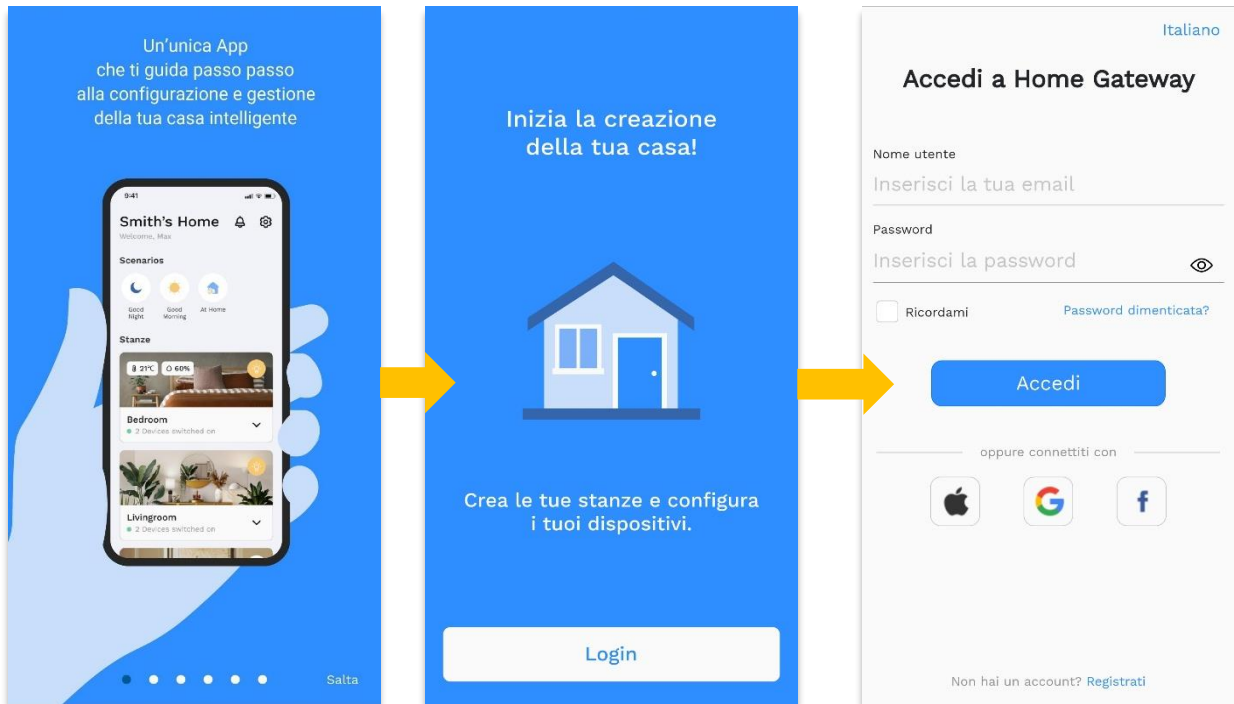 Un'unica App
che ti guida passo passo
alla configurazione e gestione
della tua casa intelligente
9:41
Smith's Home
Welcome, Max
Scenarios
Good
Night
Good
Morning
At Home
Stanze
21°C
60%
Bedroom
2 Devices switched on
Livingroom
2 Devices switched on
Salta
Inizia la creazione
della tua casa!
Crea le tue stanze e configura
i tuoi dispositivi.
Login
Italiano
Accedi a Home Gateway
Nome utente
Inserisci la tua email
Password
Inserisci la password
Ricordami
Password dimenticata?
Accedi
oppure connettiti con
Non hai un account? Registrati